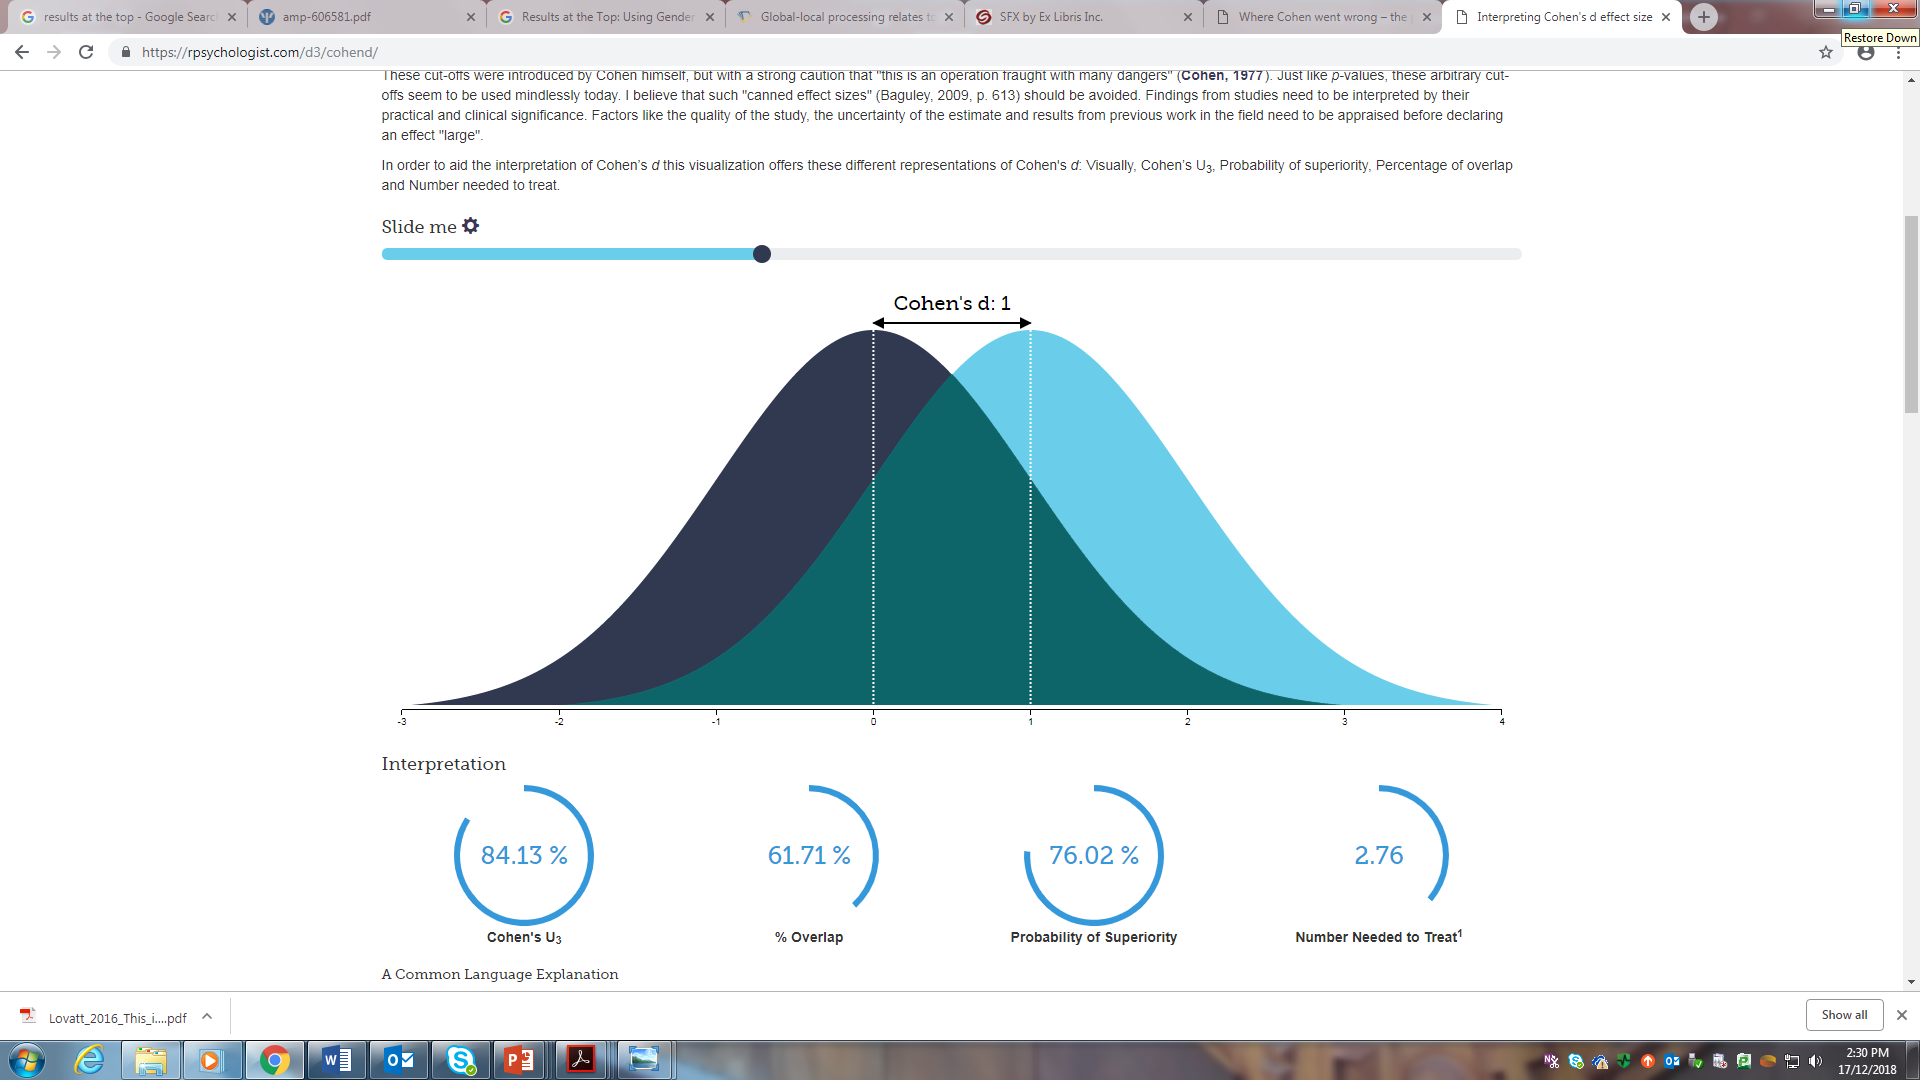 results at the top - Google Searc
amp-606581.pdf
Results at the Top: Using Gender
Global-local processing relates to
SFX by Ex Libris Inc.
Where Cohen went wrong – the
Interpreting Cohen's d effect size
Restore Down
https://rpsychologist.com/d3/cohend/
These cut-offs were introduced by Cohen himself, but with a strong caution that "this is an operation fraught with many dangers" (Cohen, 1977). Just like p-values, these arbitrary cut-
offs seem to be used mindlessly today. I believe that such "canned effect sizes" (Baguley, 2009, p. 613) should be avoided. Findings from studies need to be interpreted by their
practical and clinical significance. Factors like the quality of the study, the uncertainty of the estimate and results from previous work in the field need to be appraised before declaring
an effect "large".
In order to aid the interpretation of Cohen's d this visualization offers these different representations of Cohen's d: Visually, Cohen's U3, Probability of superiority, Percentage of overlap
and Number needed to treat.
Slide me
Cohen's d: 1
-3 -2 -1 0 1 2 3 4
Interpretation
84.13 % 61.71 % 76.02 % 2.76
Cohen's U3 % Overlap Probability of Superiority Number Needed to Treat1
A Common Language Explanation
Lovatt_2016_This_i....pdf
Show all
2:30 PM
17/12/2018